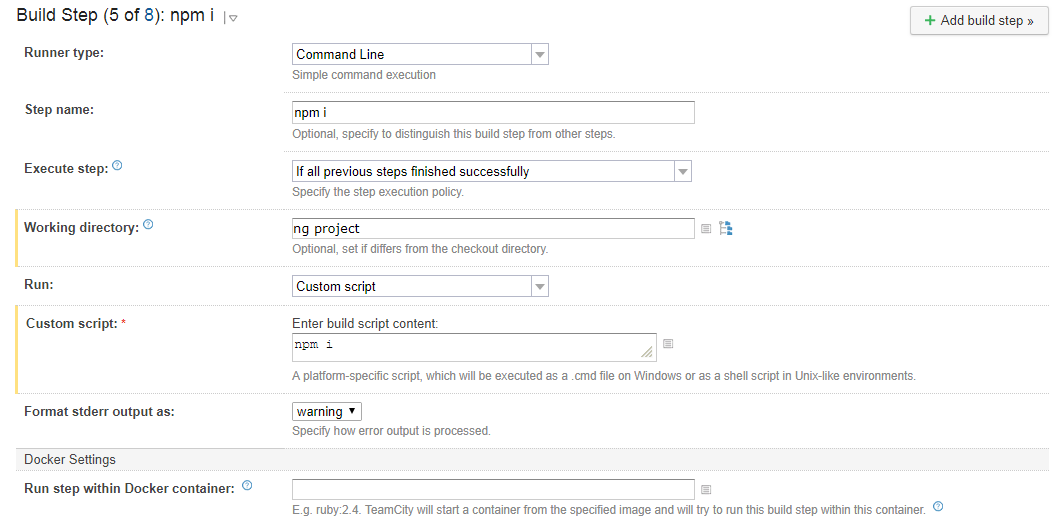 Build Step (5 of 8): npm i
+ Add build step »
Runner type:
Command Line
Simple command execution
Step name:
npm i
Optional, specify to distinguish this build step from other steps.
Execute step:
If all previous steps finished successfully
Specify the step execution policy.
Working directory:
ng project
Optional, set if differs from the checkout directory.
Run:
Custom script
Custom script: *
Enter build script content:
npm i
A platform-specific script, which will be executed as a .cmd file on Windows or as a shell script in Unix-like environments.
Format stderr output as:
warning
Specify how error output is processed.
Docker Settings
Run step within Docker container:
E.g. ruby:2.4. TeamCity will start a container from the specified image and will try to run this build step within this container.